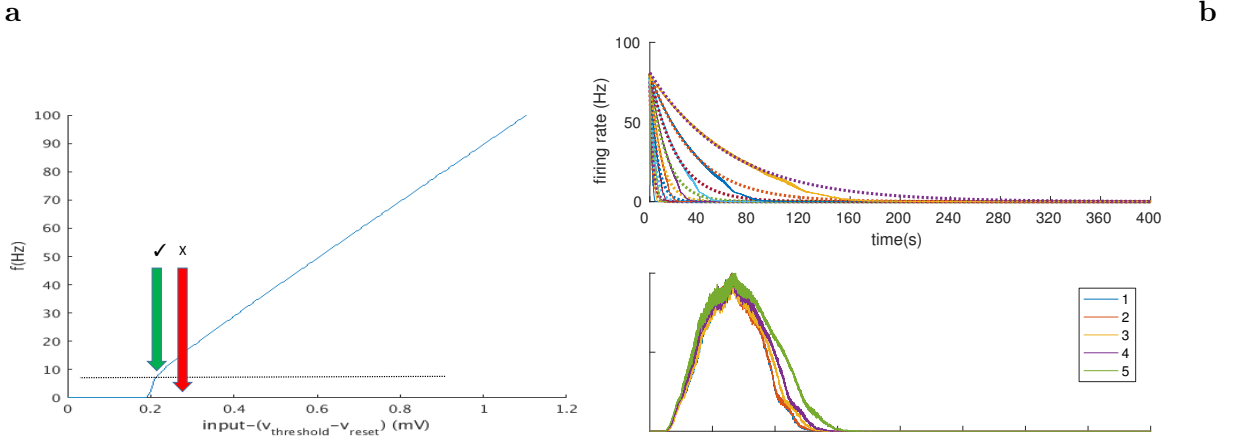 a
b
100
90
80
70
60
50
40
30
20
10
0
f(Hz)
✓ x
0 0.2 0.4 0.6 0.8 1 1.2
input-(v_threshold-v_reset) (mV)
100
50
0
firing rate (Hz)
0 40 80 120 160 200 240 280 320 360 400
time(s)
1
2
3
4
5